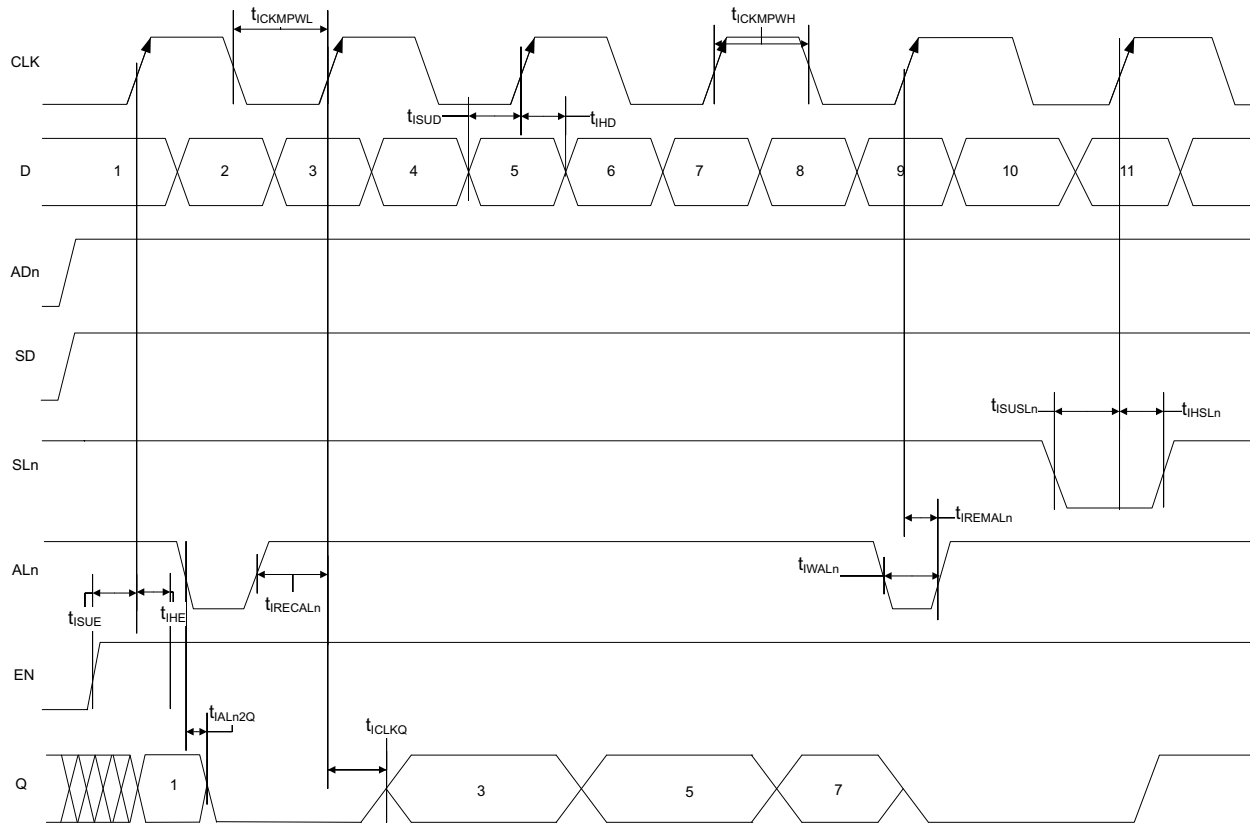 tICKMPWL
tICKMPWH
CLK
tISUD
tIHD
D
1
2
3
4
5
6
7
8
9
10
11
ADn
SD
tISUSLn
tIHSLn
SLn
tIREMALn
ALn
tIWALn
tIRECALn
tISUE
tIHE
EN
tIALn2Q
tICLKQ
Q
1
3
5
7